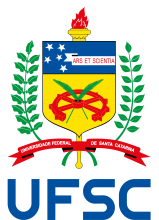 ARS ET SCIENTIA
UNIVERSIDADE FEDERAL DE SANTA CATARINA
UFSC